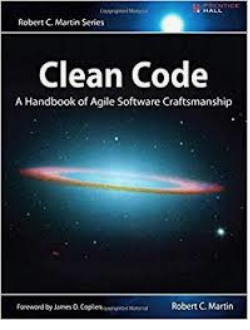 Robert C. Martin Series
PRENTICE
HALL
Clean Code
A Handbook of Agile Software Craftsmanship
Foreword by James O. Coplien
Robert C. Martin